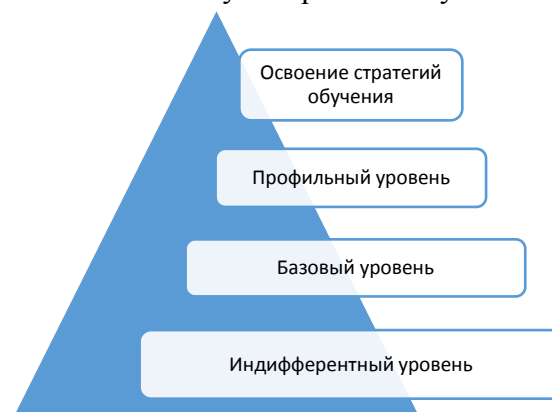 Освоение стратегий
обучения
Профильный уровень
Базовый уровень
Индифферентный уровень